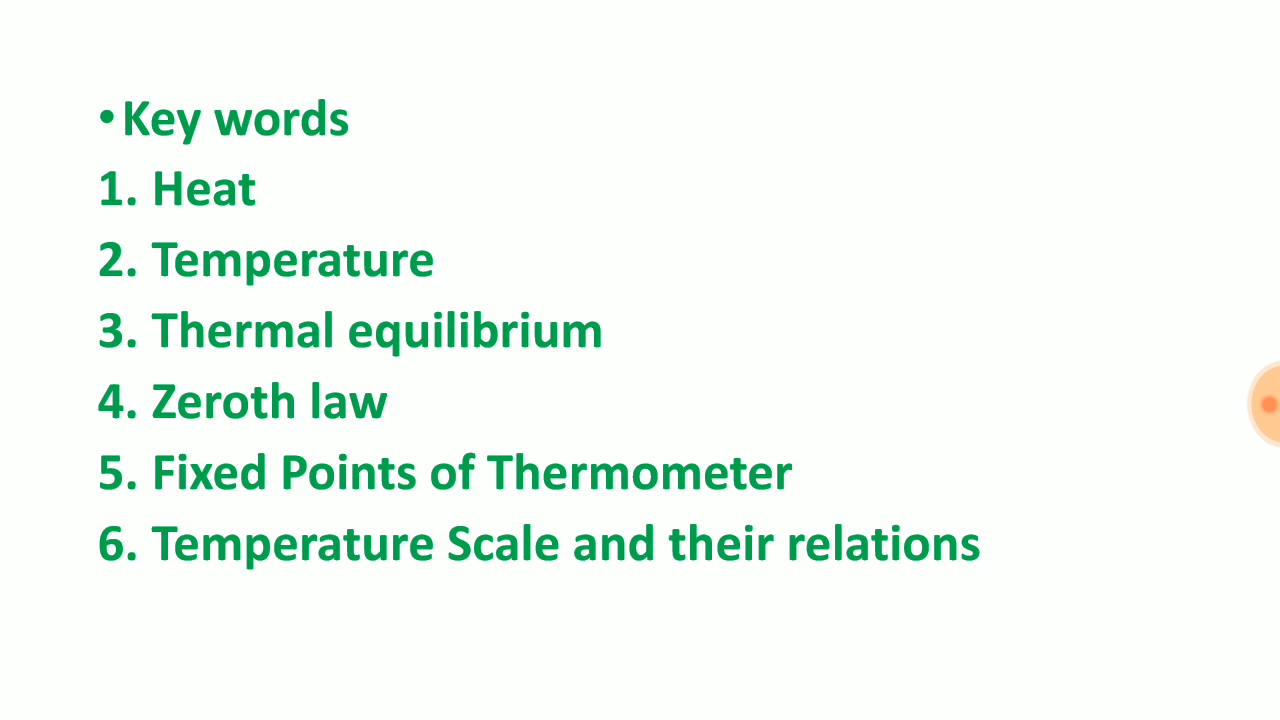 •Key words
1. Heat
2. Temperature
3. Thermal equilibrium
4. Zeroth law
5. Fixed Points of Thermometer
6. Temperature Scale and their relations